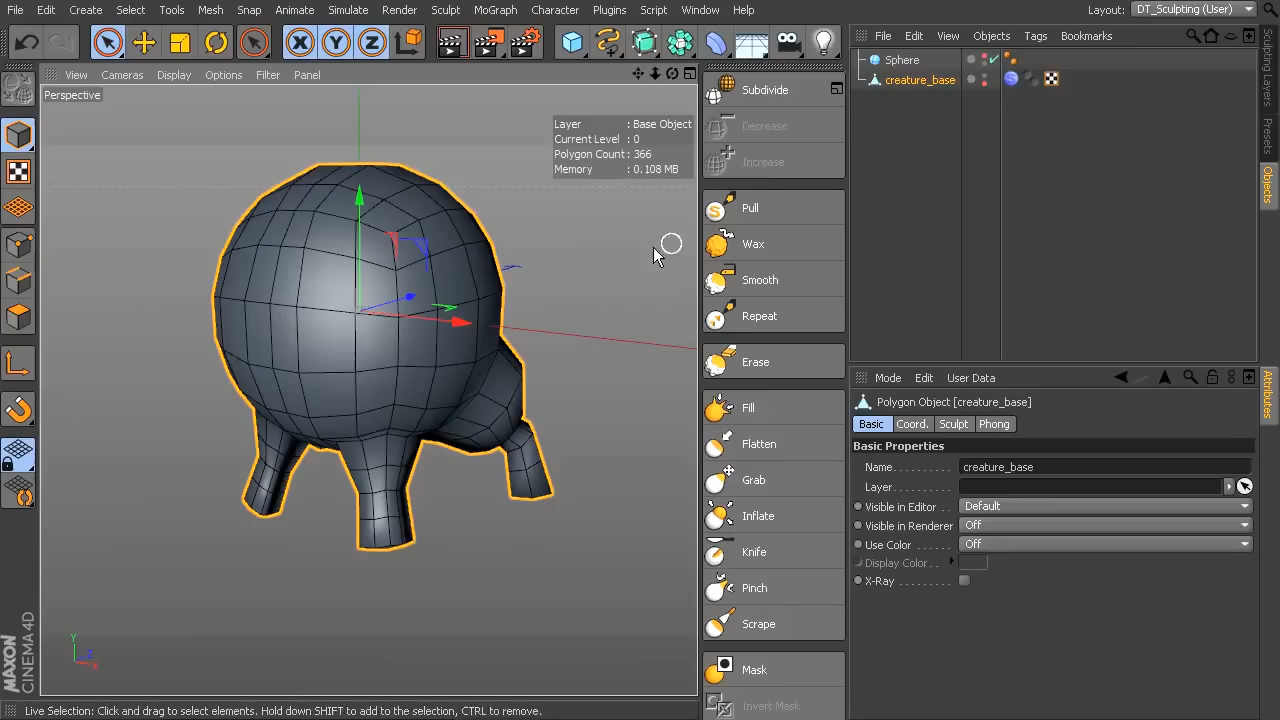 File Edit Create Select Tools Mesh Snap Animate Simulate Render Sculpt MoGraph Character Plugins Script Window Help
Layout: DT_Sculpting (User)
X Y Z
View Cameras Display Options Filter Panel
Perspective
Layer : Base Object
Current Level : 0
Polygon Count : 366
Memory : 0.108 MB
Y
Z
X
MAXON
CINEMA 4D
Subdivide
Decrease
Increase
Pull
Wax
Smooth
Repeat
Erase
Fill
Flatten
Grab
Inflate
Knife
Pinch
Scrape
Mask
Invert Mask
File Edit View Objects Tags Bookmarks
Sphere
creature_base
Sculpting Layers
Presets
Objects
Attributes
Mode Edit User Data
Polygon Object [creature_base]
Basic Coord. Sculpt Phong
Basic Properties
Name creature_base
Layer
Visible in Editor Default
Visible in Renderer Off
Use Color Off
Display Color
X-Ray
Live Selection: Click and drag to select elements. Hold down SHIFT to add to the selection, CTRL to remove.